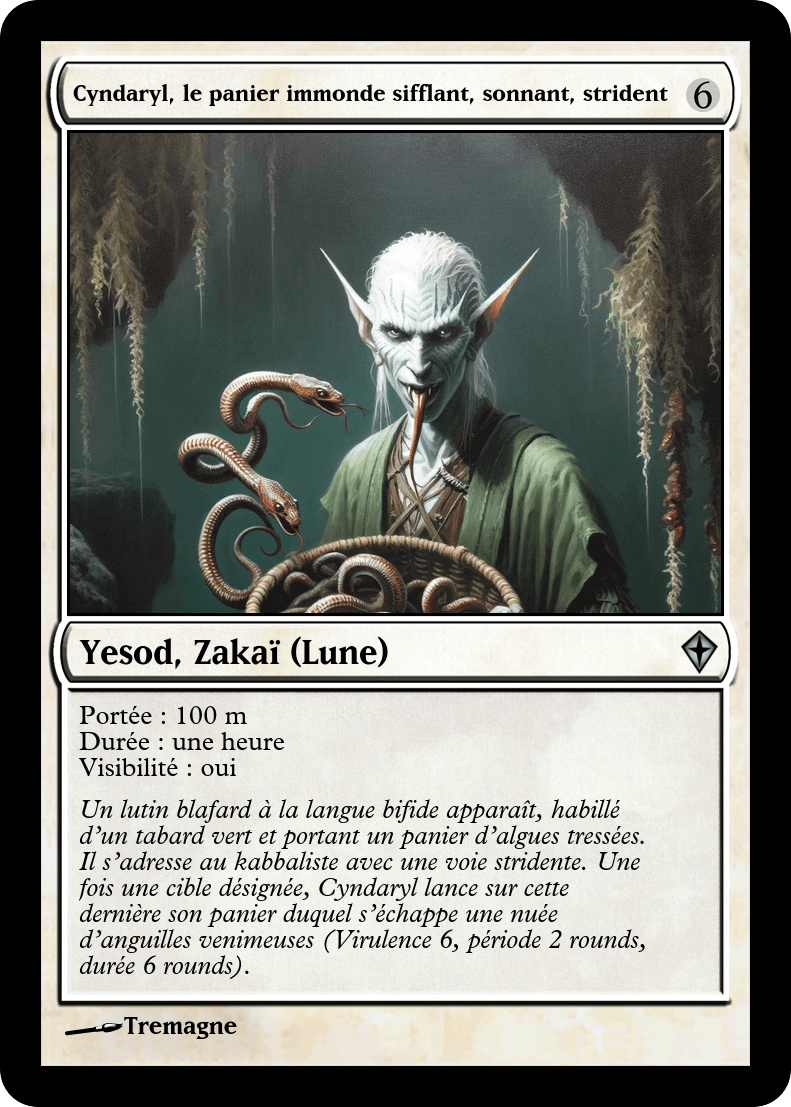 Cyndaryl, le panier immonde sifflant, sonnant, strident 6
Yesod, Zakaï (Lune)
Portée : 100 m
Durée : une heure
Visibilité : oui
Un lutin blafard à la langue bifide apparaît, habillé
d'un tabard vert et portant un panier d'algues tressées.
Il s'adresse au kabbaliste avec une voie stridente. Une
fois une cible désignée, Cyndaryl lance sur cette
dernière son panier duquel s'échappe une nuée
d'anguilles venimeuses (Virulence 6, période 2 rounds,
durée 6 rounds).
Tremagne